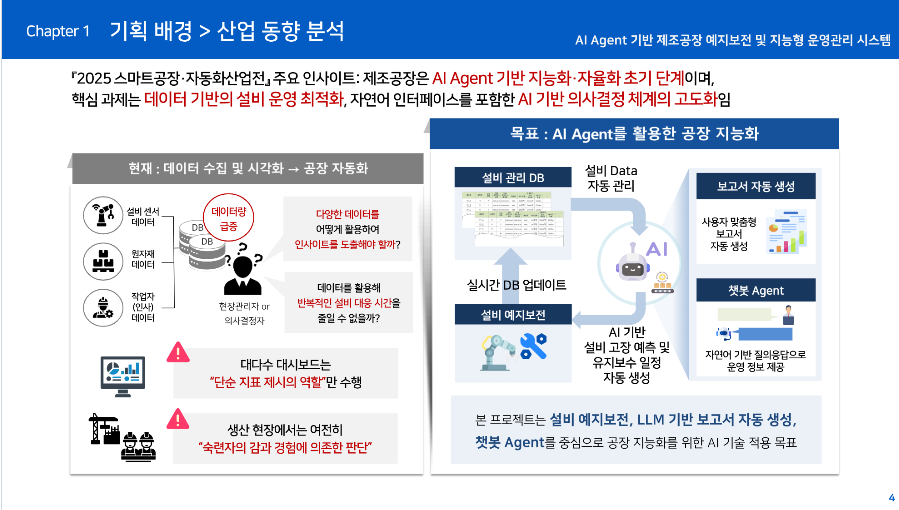 Chapter 1 기획 배경 > 산업 동향 분석
AI Agent 기반 제조공장 예지보전 및 지능형 운영관리 시스템
『2025 스마트공장·자동화산업전』 주요 인사이트: 제조공장은 AI Agent 기반 지능화·자율화 초기 단계이며,
핵심 과제는 데이터 기반의 설비 운영 최적화, 자연어 인터페이스를 포함한 AI 기반 의사결정 체계의 고도화임
현재 : 데이터 수집 및 시각화 → 공장 자동화
설비 센서
데이터
원자재
데이터
작업자
(인사)
데이터
DB
DB
데이터량
급증
? ? ? ?
현장관리자 or
의사결정자
다양한 데이터를
어떻게 활용하여
인사이트를 도출해야 할까?
데이터를 활용해
반복적인 설비 대응 시간을
줄일 수 없을까?
대다수 대시보드는
“단순 지표 제시의 역할”만 수행
생산 현장에서는 여전히
“숙련자의 감과 경험에 의존한 판단”
목표 : AI Agent를 활용한 공장 지능화
설비 관리 DB
설비 Data
자동 관리
AI
실시간 DB 업데이트
설비 예지보전
AI 기반
설비 고장 예측 및
유지보수 일정
자동 생성
보고서 자동 생성
사용자 맞춤형
보고서
자동 생성
챗봇 Agent
자연어 기반 질의응답으로
운영 정보 제공
본 프로젝트는 설비 예지보전, LLM 기반 보고서 자동 생성,
챗봇 Agent를 중심으로 공장 지능화를 위한 AI 기술 적용 목표
4